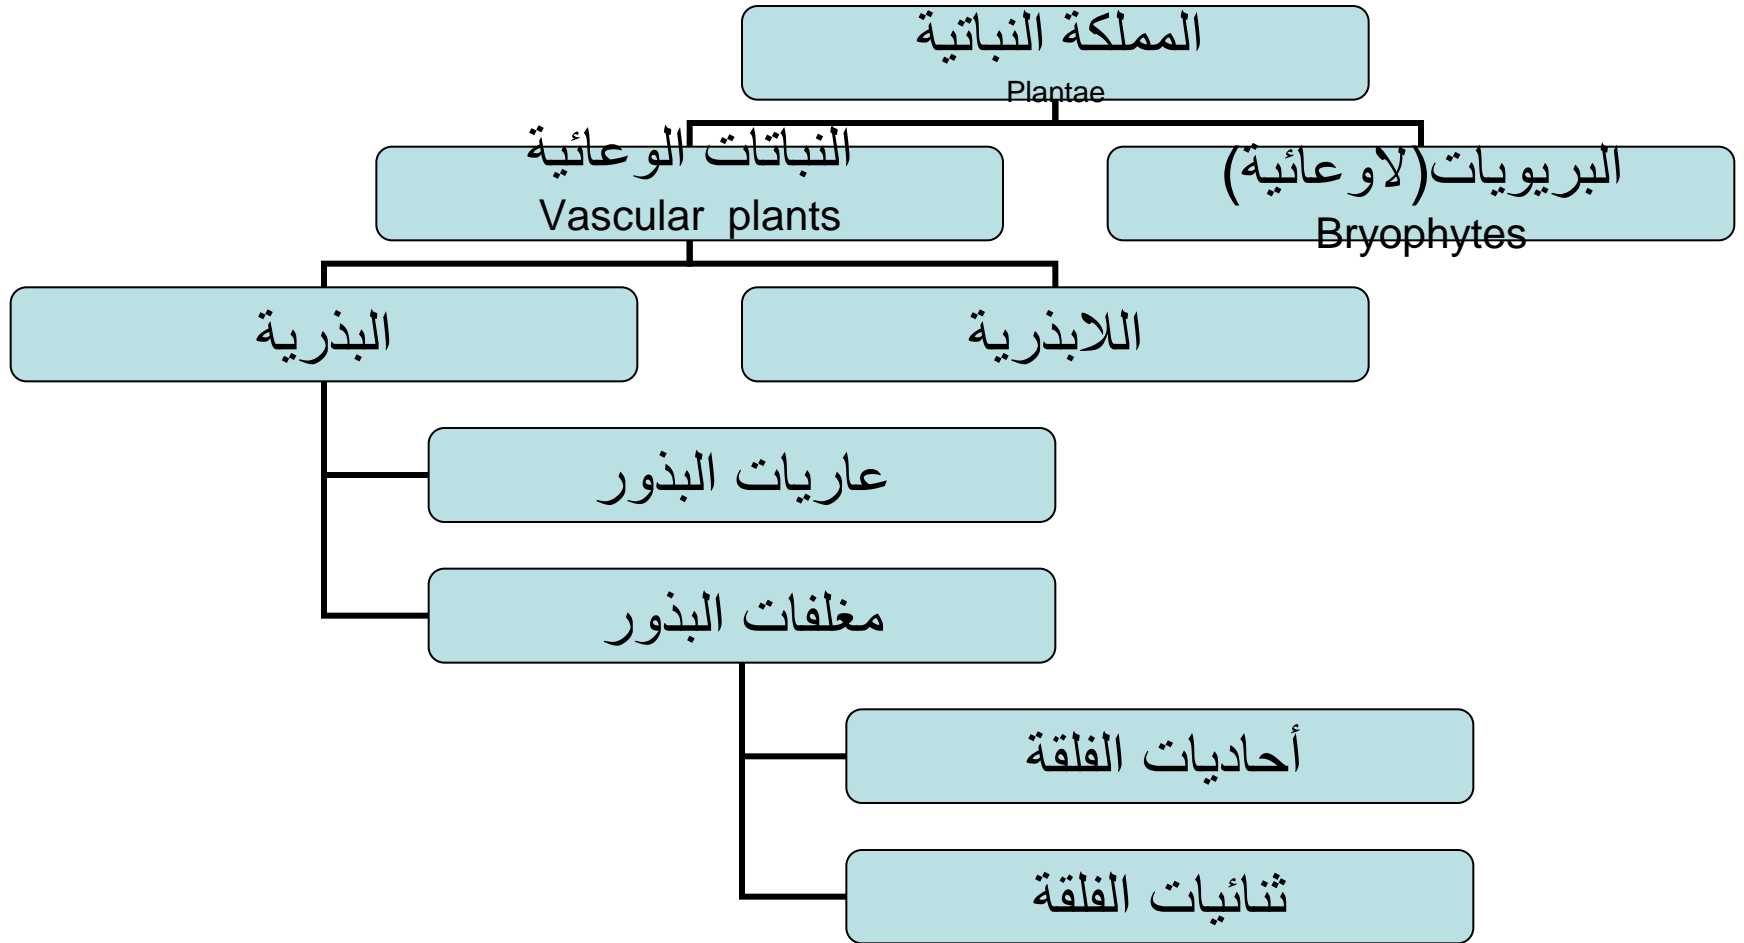 المملكة النباتية
Plantae
البريويات(لاوعائية)
Bryophytes
النباتات الوعائية
Vascular plants
اللابذرية
البذرية
عاريات البذور
مغلفات البذور
أحاديات الفلقة
ثنائيات الفلقة